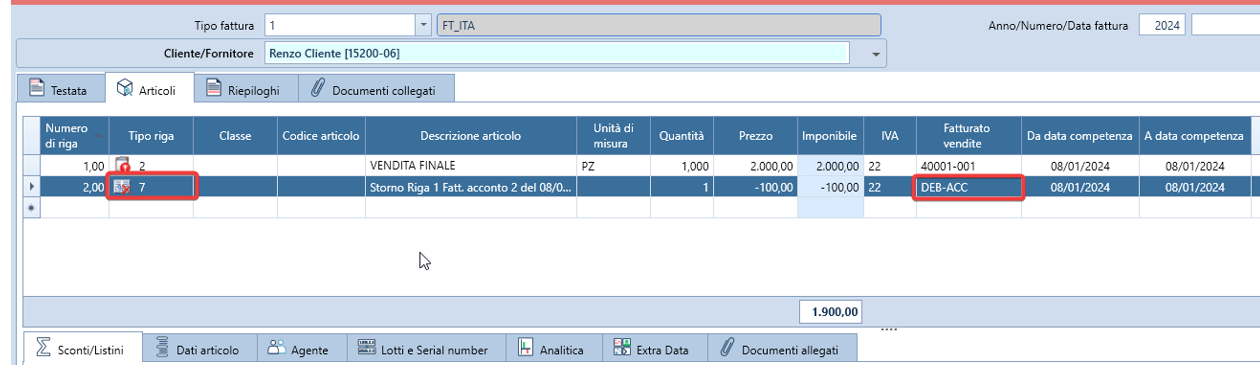 Tipo fattura 1 FT_ITA Anno/Numero/Data fattura 2024
Cliente/Fornitore Renzo Cliente [15200-06]
Testata Articoli Riepiloghi Documenti collegati
Numero di riga Tipo riga Classe Codice articolo Descrizione articolo Unità di misura Quantità Prezzo Imponibile IVA Fatturato vendite Da data competenza A data competenza
1,00 2 VENDITA FINALE PZ 1,000 2.000,00 2.000,00 22 40001-001 08/01/2024 08/01/2024
2,00 7 Storno Riga 1 Fatt. acconto 2 del 08/0... 1 -100,00 -100,00 22 DEB-ACC 08/01/2024 08/01/2024
1.900,00
Sconti/Listini Dati articolo Agente Lotti e Serial number Analitica Extra Data Documenti allegati